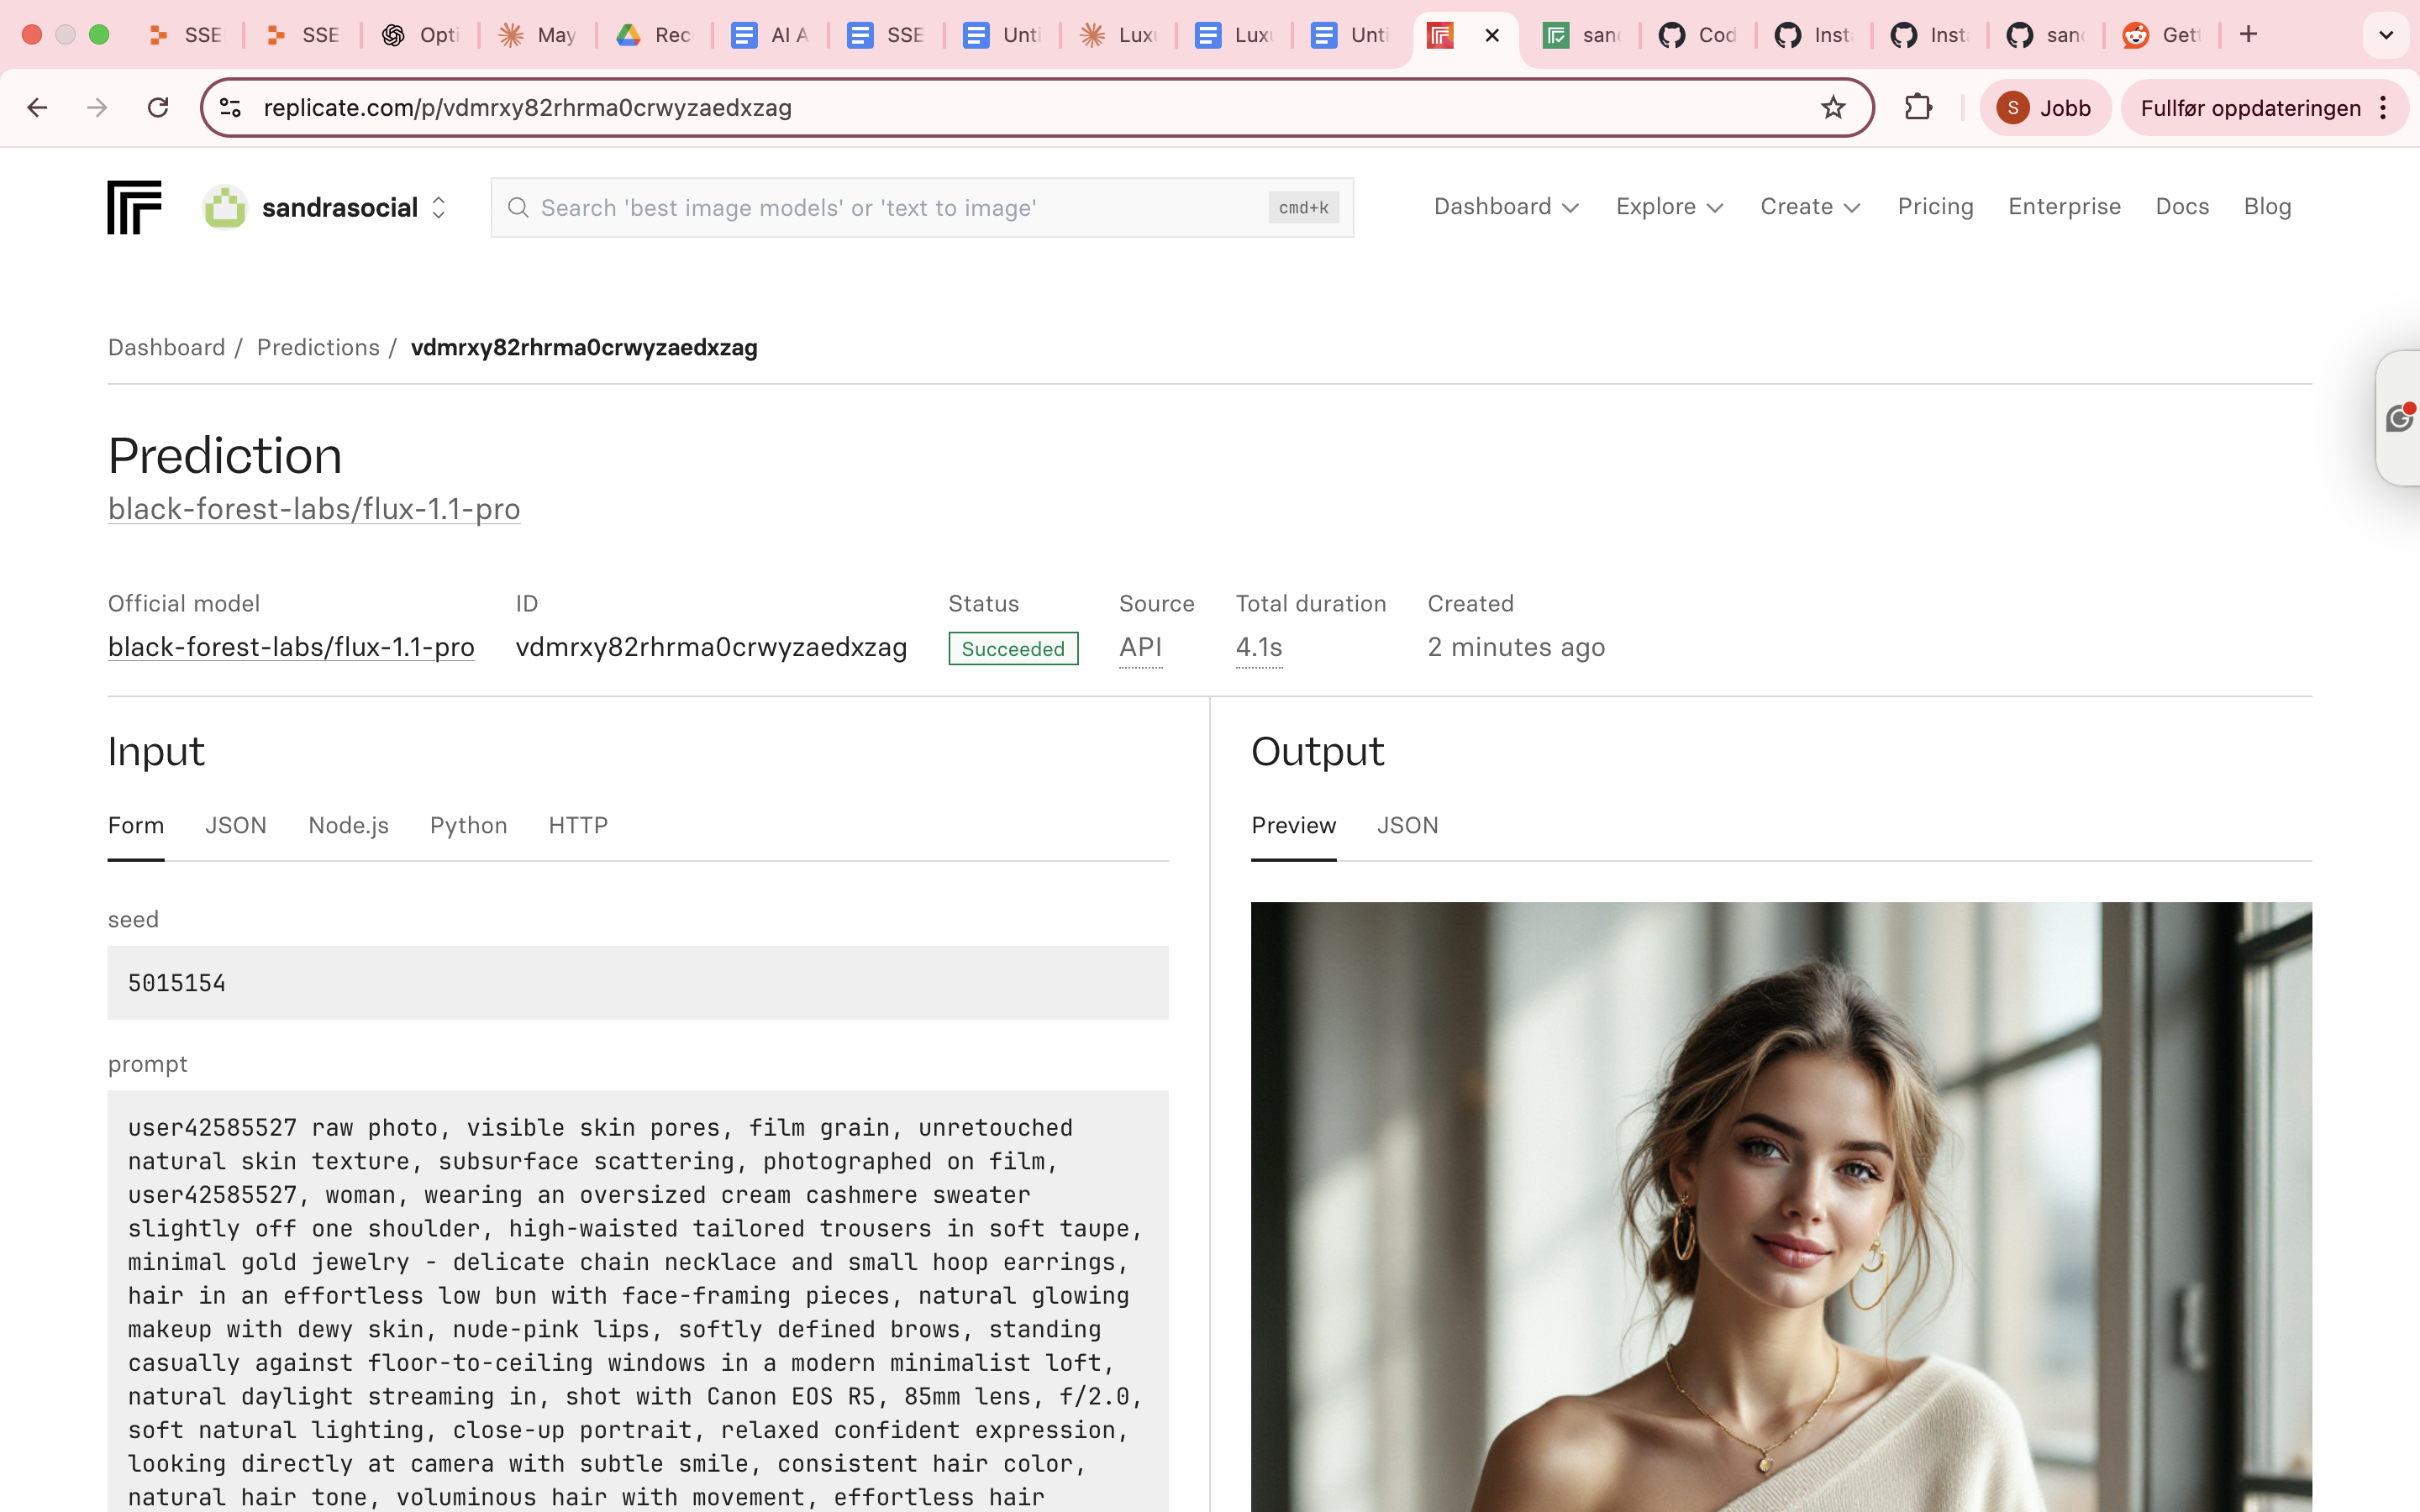 SSE
SSE
Opti
May
Rec
AI A
SSE
Unti
Luxu
Luxu
Unti
sand
Cod
Insta
Insta
sand
Gett
replicate.com/p/vdmrxy82rhrma0crwyzaedxzag
S Jobb
Fullfør oppdateringen
sandrasocial
Search 'best image models' or 'text to image'
cmd+k
Dashboard
Explore
Create
Pricing
Enterprise
Docs
Blog
Dashboard / Predictions / vdmrxy82rhrma0crwyzaedxzag
Prediction
black-forest-labs/flux-1.1-pro
Official model
black-forest-labs/flux-1.1-pro
ID
vdmrxy82rhrma0crwyzaedxzag
Status
Succeeded
Source
API
Total duration
4.1s
Created
2 minutes ago
Input
Form JSON Node.js Python HTTP
seed
5015154
prompt
user42585527 raw photo, visible skin pores, film grain, unretouched
natural skin texture, subsurface scattering, photographed on film,
user42585527, woman, wearing an oversized cream cashmere sweater
slightly off one shoulder, high-waisted tailored trousers in soft taupe,
minimal gold jewelry - delicate chain necklace and small hoop earrings,
hair in an effortless low bun with face-framing pieces, natural glowing
makeup with dewy skin, nude-pink lips, softly defined brows, standing
casually against floor-to-ceiling windows in a modern minimalist loft,
natural daylight streaming in, shot with Canon EOS R5, 85mm lens, f/2.0,
soft natural lighting, close-up portrait, relaxed confident expression,
looking directly at camera with subtle smile, consistent hair color,
natural hair tone, voluminous hair with movement, effortless hair
Output
Preview JSON